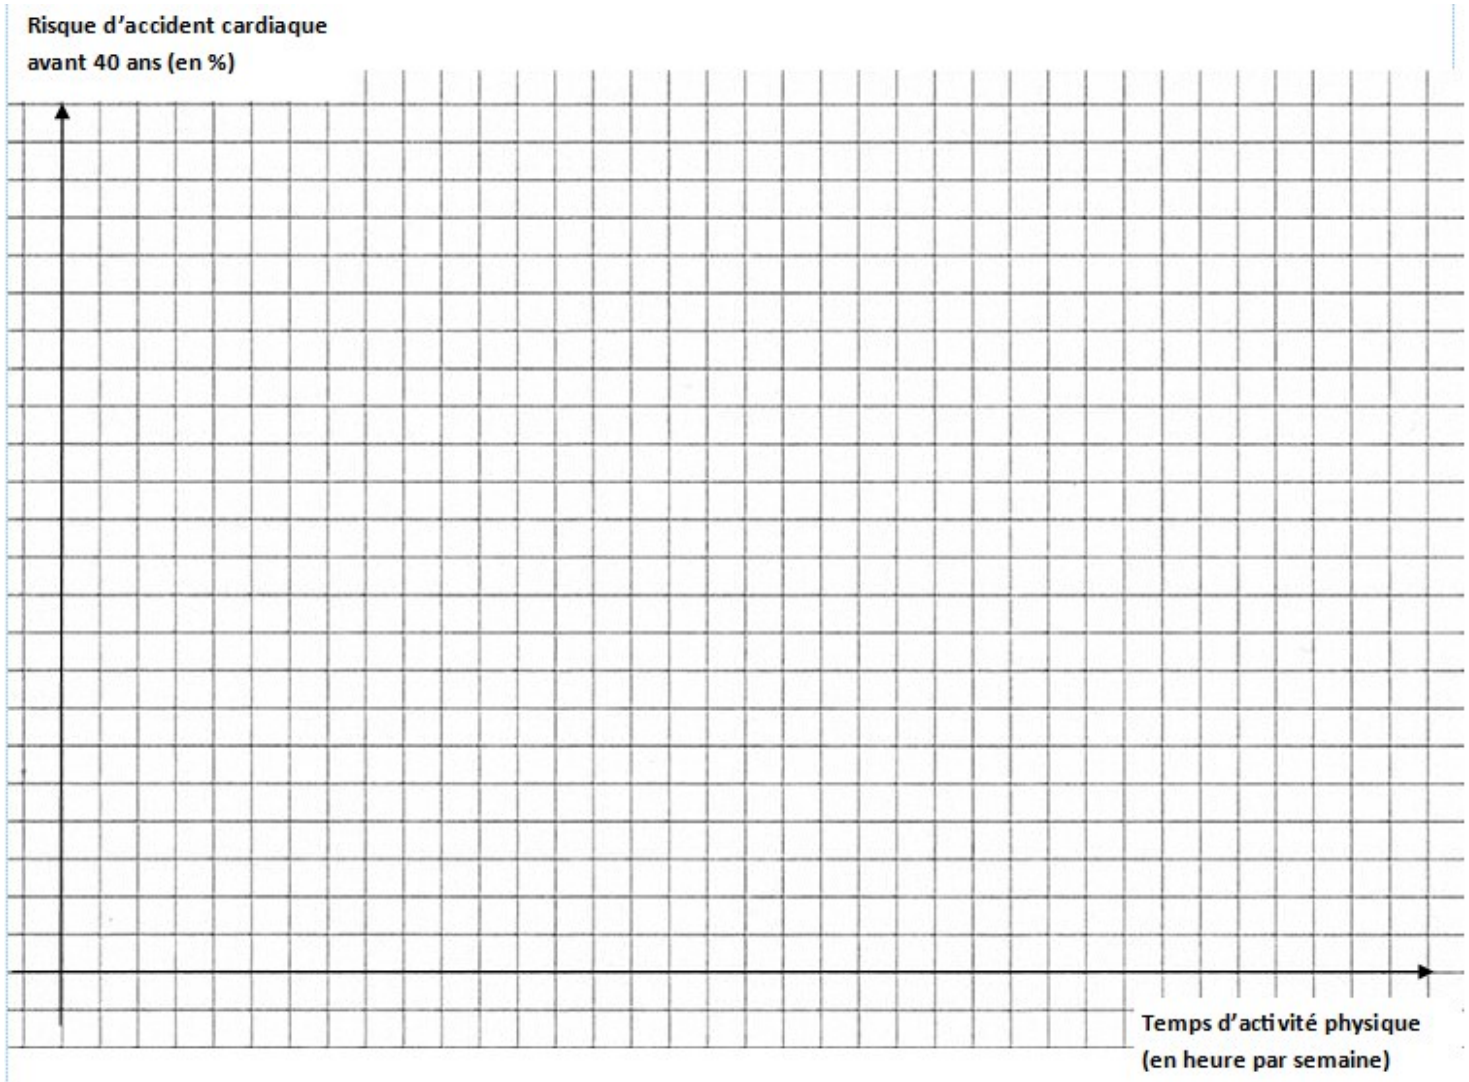 Risque d'accident cardiaque
avant 40 ans (en %)
Temps d'activité physique
(en heure par semaine)